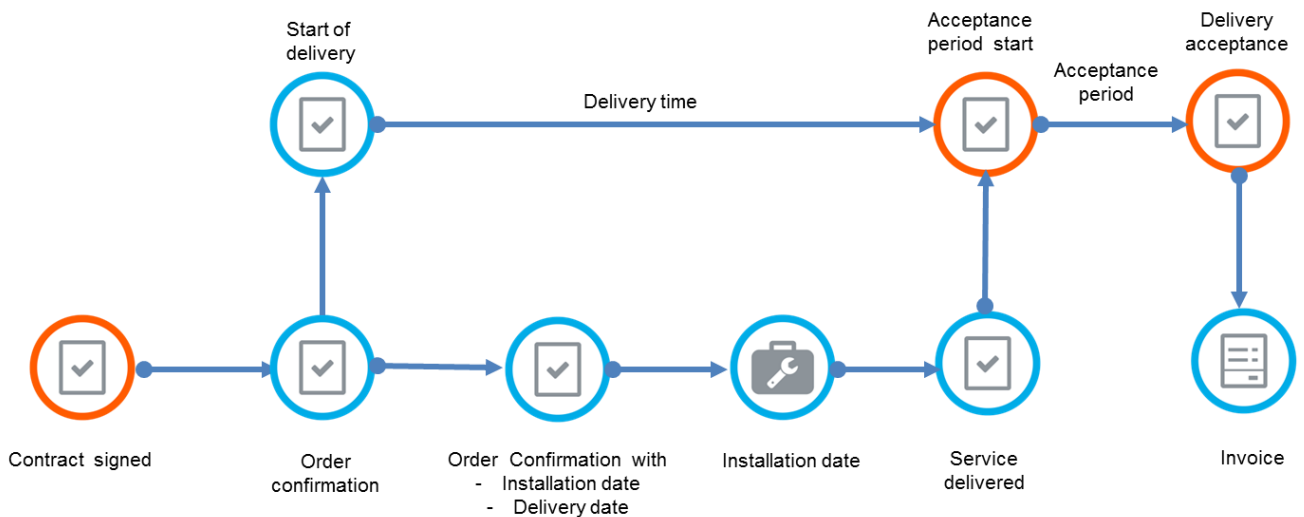 Start of
delivery
Delivery time
Acceptance
period start
Acceptance
period
Delivery
acceptance
Contract signed
Order
confirmation
Order Confirmation with
- Installation date
- Delivery date
Installation date
Service
delivered
Invoice